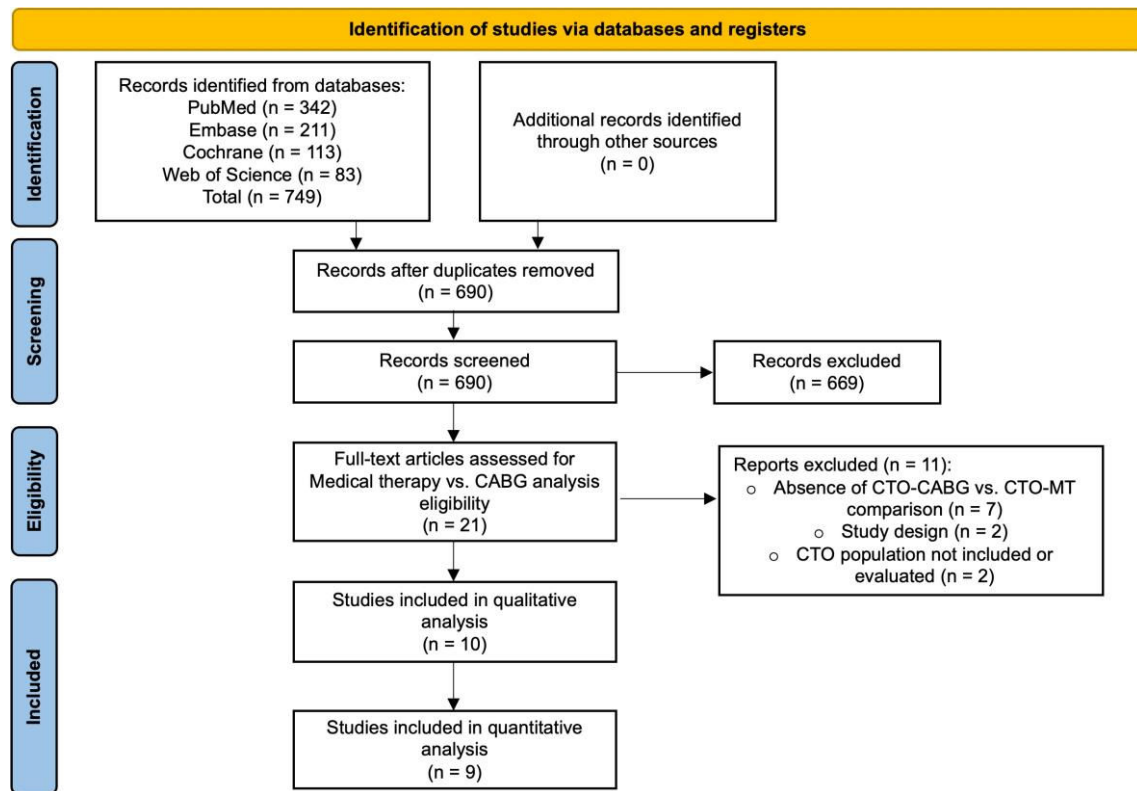 Identification of studies via databases and registers
Identification
Records identified from databases:
PubMed (n = 342)
Embase (n = 211)
Cochrane (n = 113)
Web of Science (n = 83)
Total (n = 749)
Additional records identified
through other sources
(n = 0)
Screening
Records after duplicates removed
(n = 690)
Records screened
(n = 690)
Records excluded
(n = 669)
Eligibility
Full-text articles assessed for
Medical therapy vs. CABG analysis
eligibility
(n = 21)
Reports excluded (n = 11):
○ Absence of CTO-CABG vs. CTO-MT
comparison (n = 7)
○ Study design (n = 2)
○ CTO population not included or
evaluated (n = 2)
Included
Studies included in qualitative
analysis
(n = 10)
Studies included in quantitative
analysis
(n = 9)